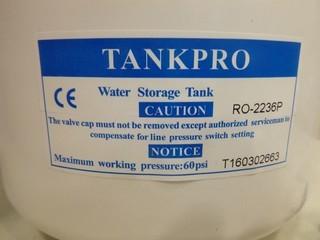 TANKPRO
CE Water Storage Tank
CAUTION RO-2236P
The valve cap must not be removed except authorized serviceman to
compensate for line pressure switch setting
NOTICE
Maximum working pressure:60psi T160302663